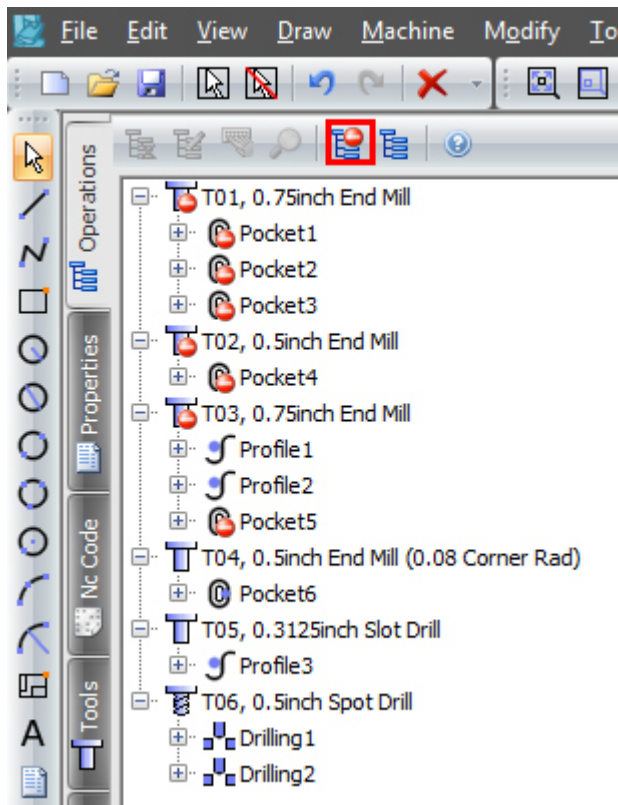 File Edit View Draw Machine Modify To
Operations
Properties
Nc Code
Tools
A
T01, 0.75inch End Mill
Pocket1
Pocket2
Pocket3
T02, 0.5inch End Mill
Pocket4
T03, 0.75inch End Mill
Profile1
Profile2
Pocket5
T04, 0.5inch End Mill (0.08 Corner Rad)
Pocket6
T05, 0.3125inch Slot Drill
Profile3
T06, 0.5inch Spot Drill
Drilling1
Drilling2